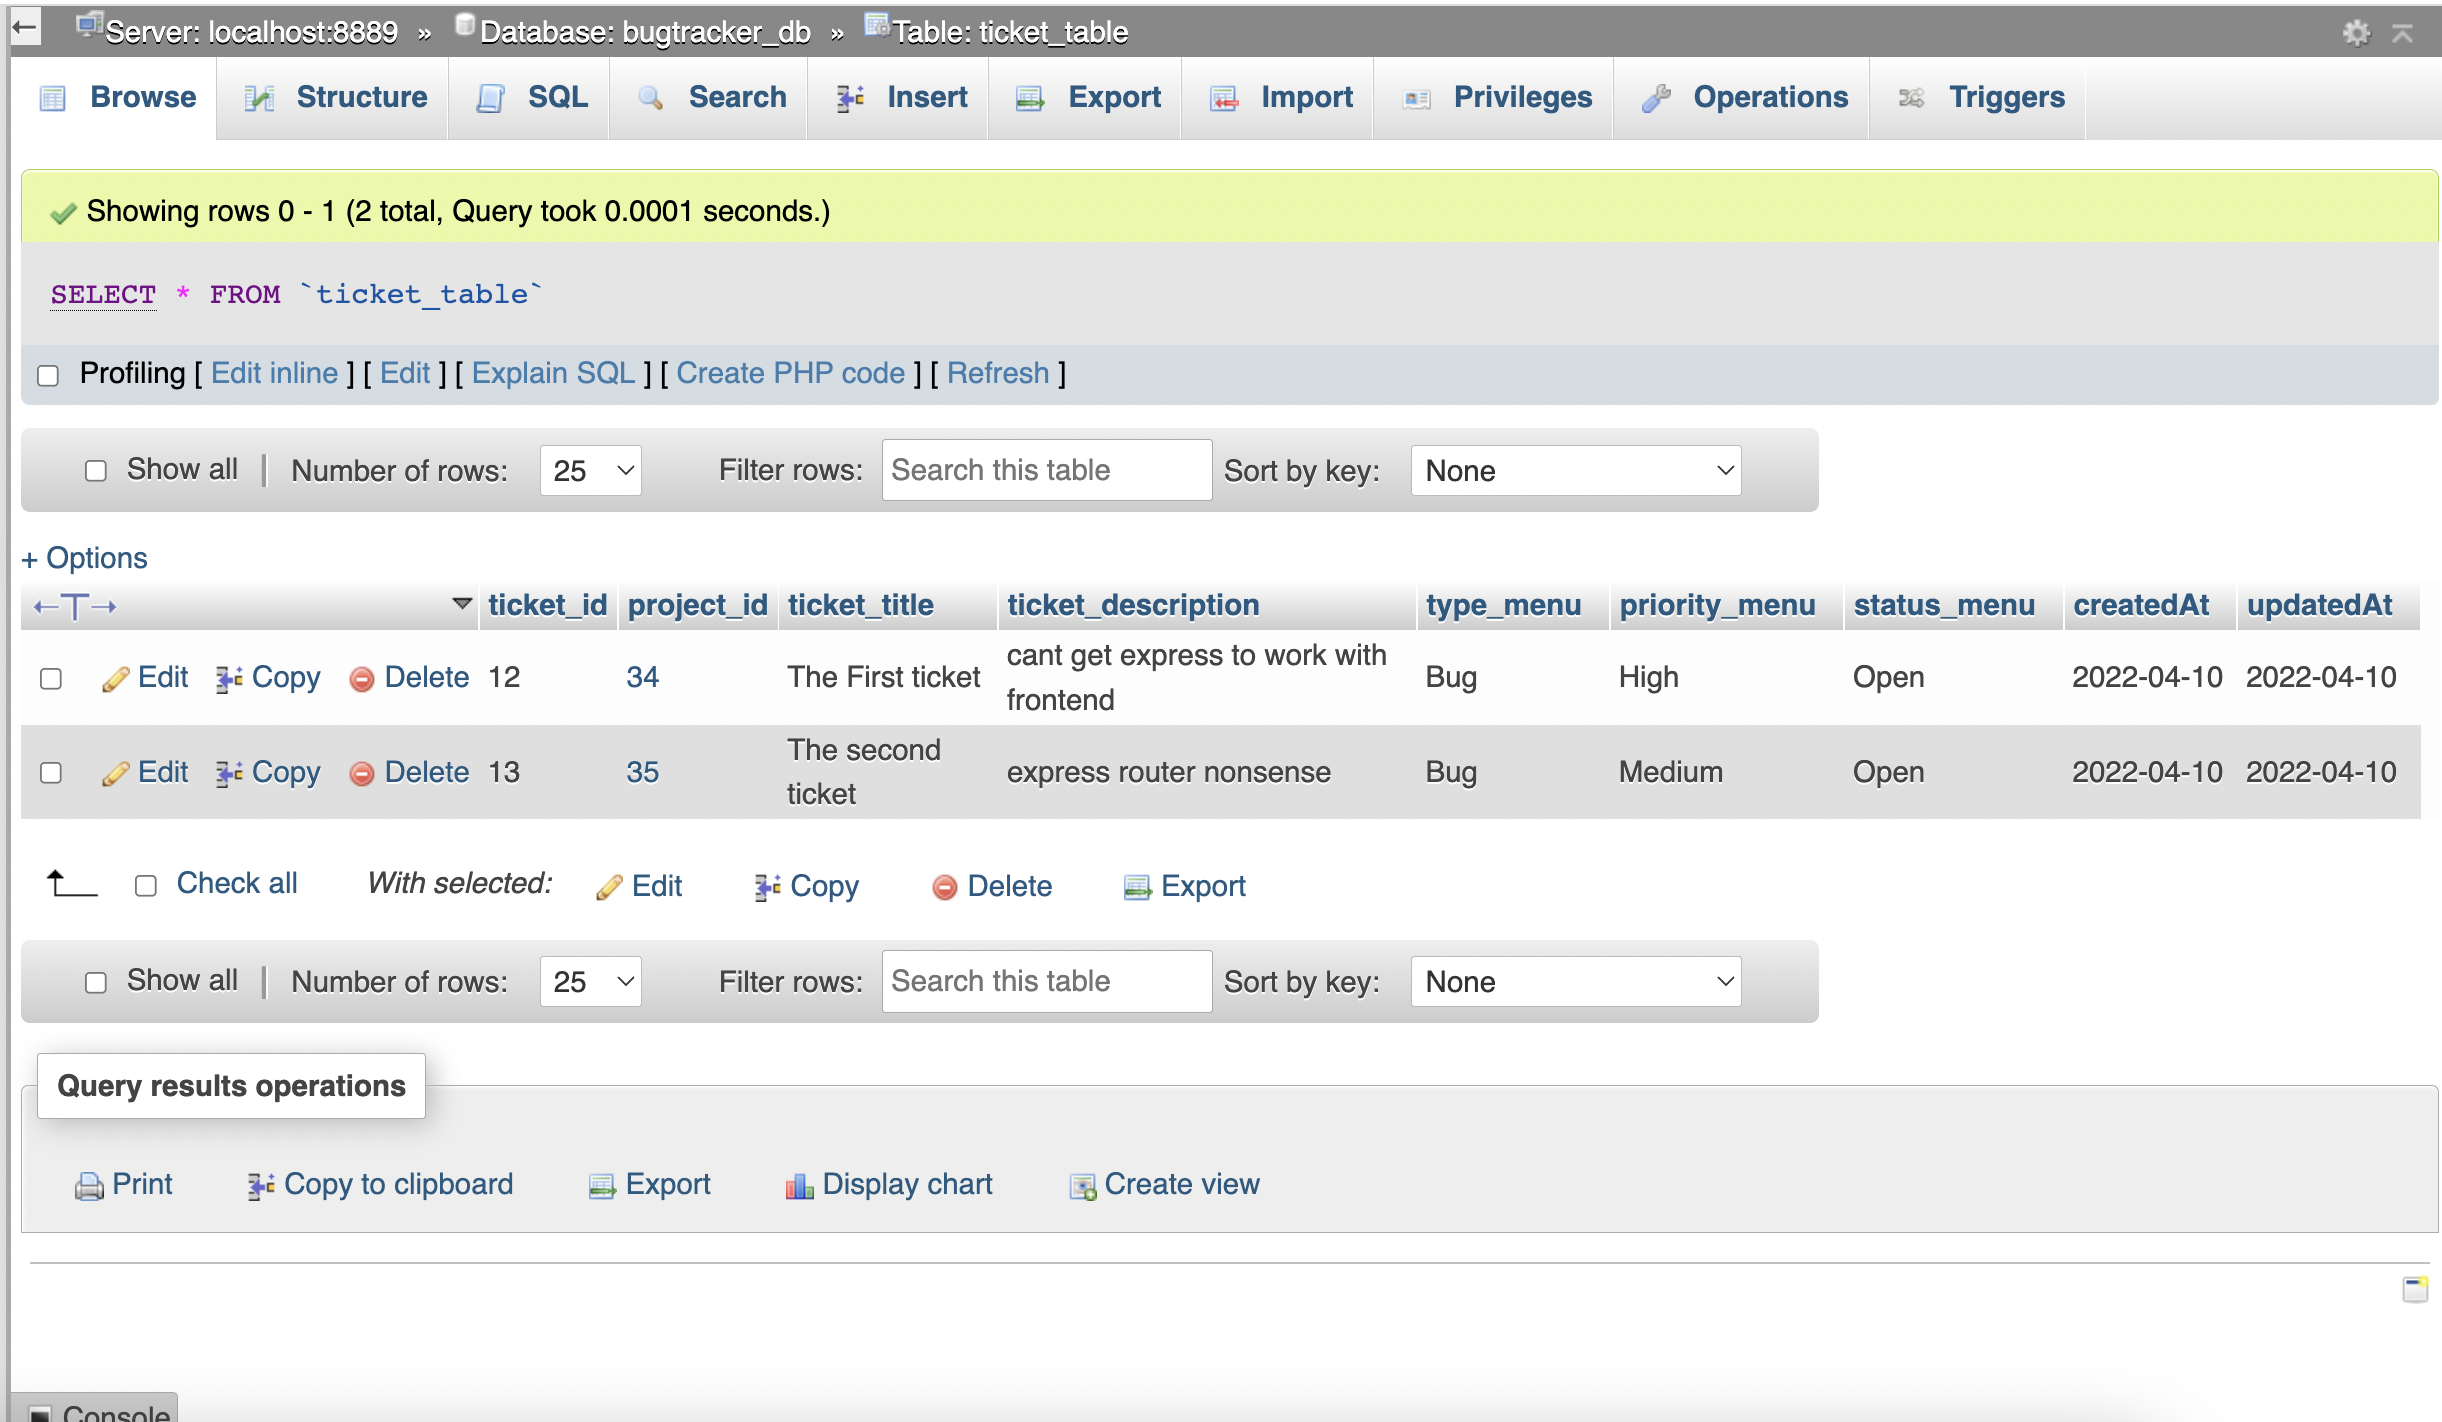 Server: localhost:8889 » Database: bugtracker_db » Table: ticket_table
Browse Structure SQL Search Insert Export Import Privileges Operations Triggers
Showing rows 0 - 1 (2 total, Query took 0.0001 seconds.)
SELECT * FROM `ticket_table`
Profiling [ Edit inline ] [ Edit ] [ Explain SQL ] [ Create PHP code ] [ Refresh ]
Show all | Number of rows: 25 Filter rows: Search this table Sort by key: None
+ Options
←T→ ticket_id project_id ticket_title ticket_description type_menu priority_menu status_menu createdAt updatedAt
Edit Copy Delete 12 34 The First ticket cant get express to work with
frontend Bug High Open 2022-04-10 2022-04-10
Edit Copy Delete 13 35 The second
ticket express router nonsense Bug Medium Open 2022-04-10 2022-04-10
Check all With selected: Edit Copy Delete Export
Show all | Number of rows: 25 Filter rows: Search this table Sort by key: None
Query results operations
Print Copy to clipboard Export Display chart Create view
Console